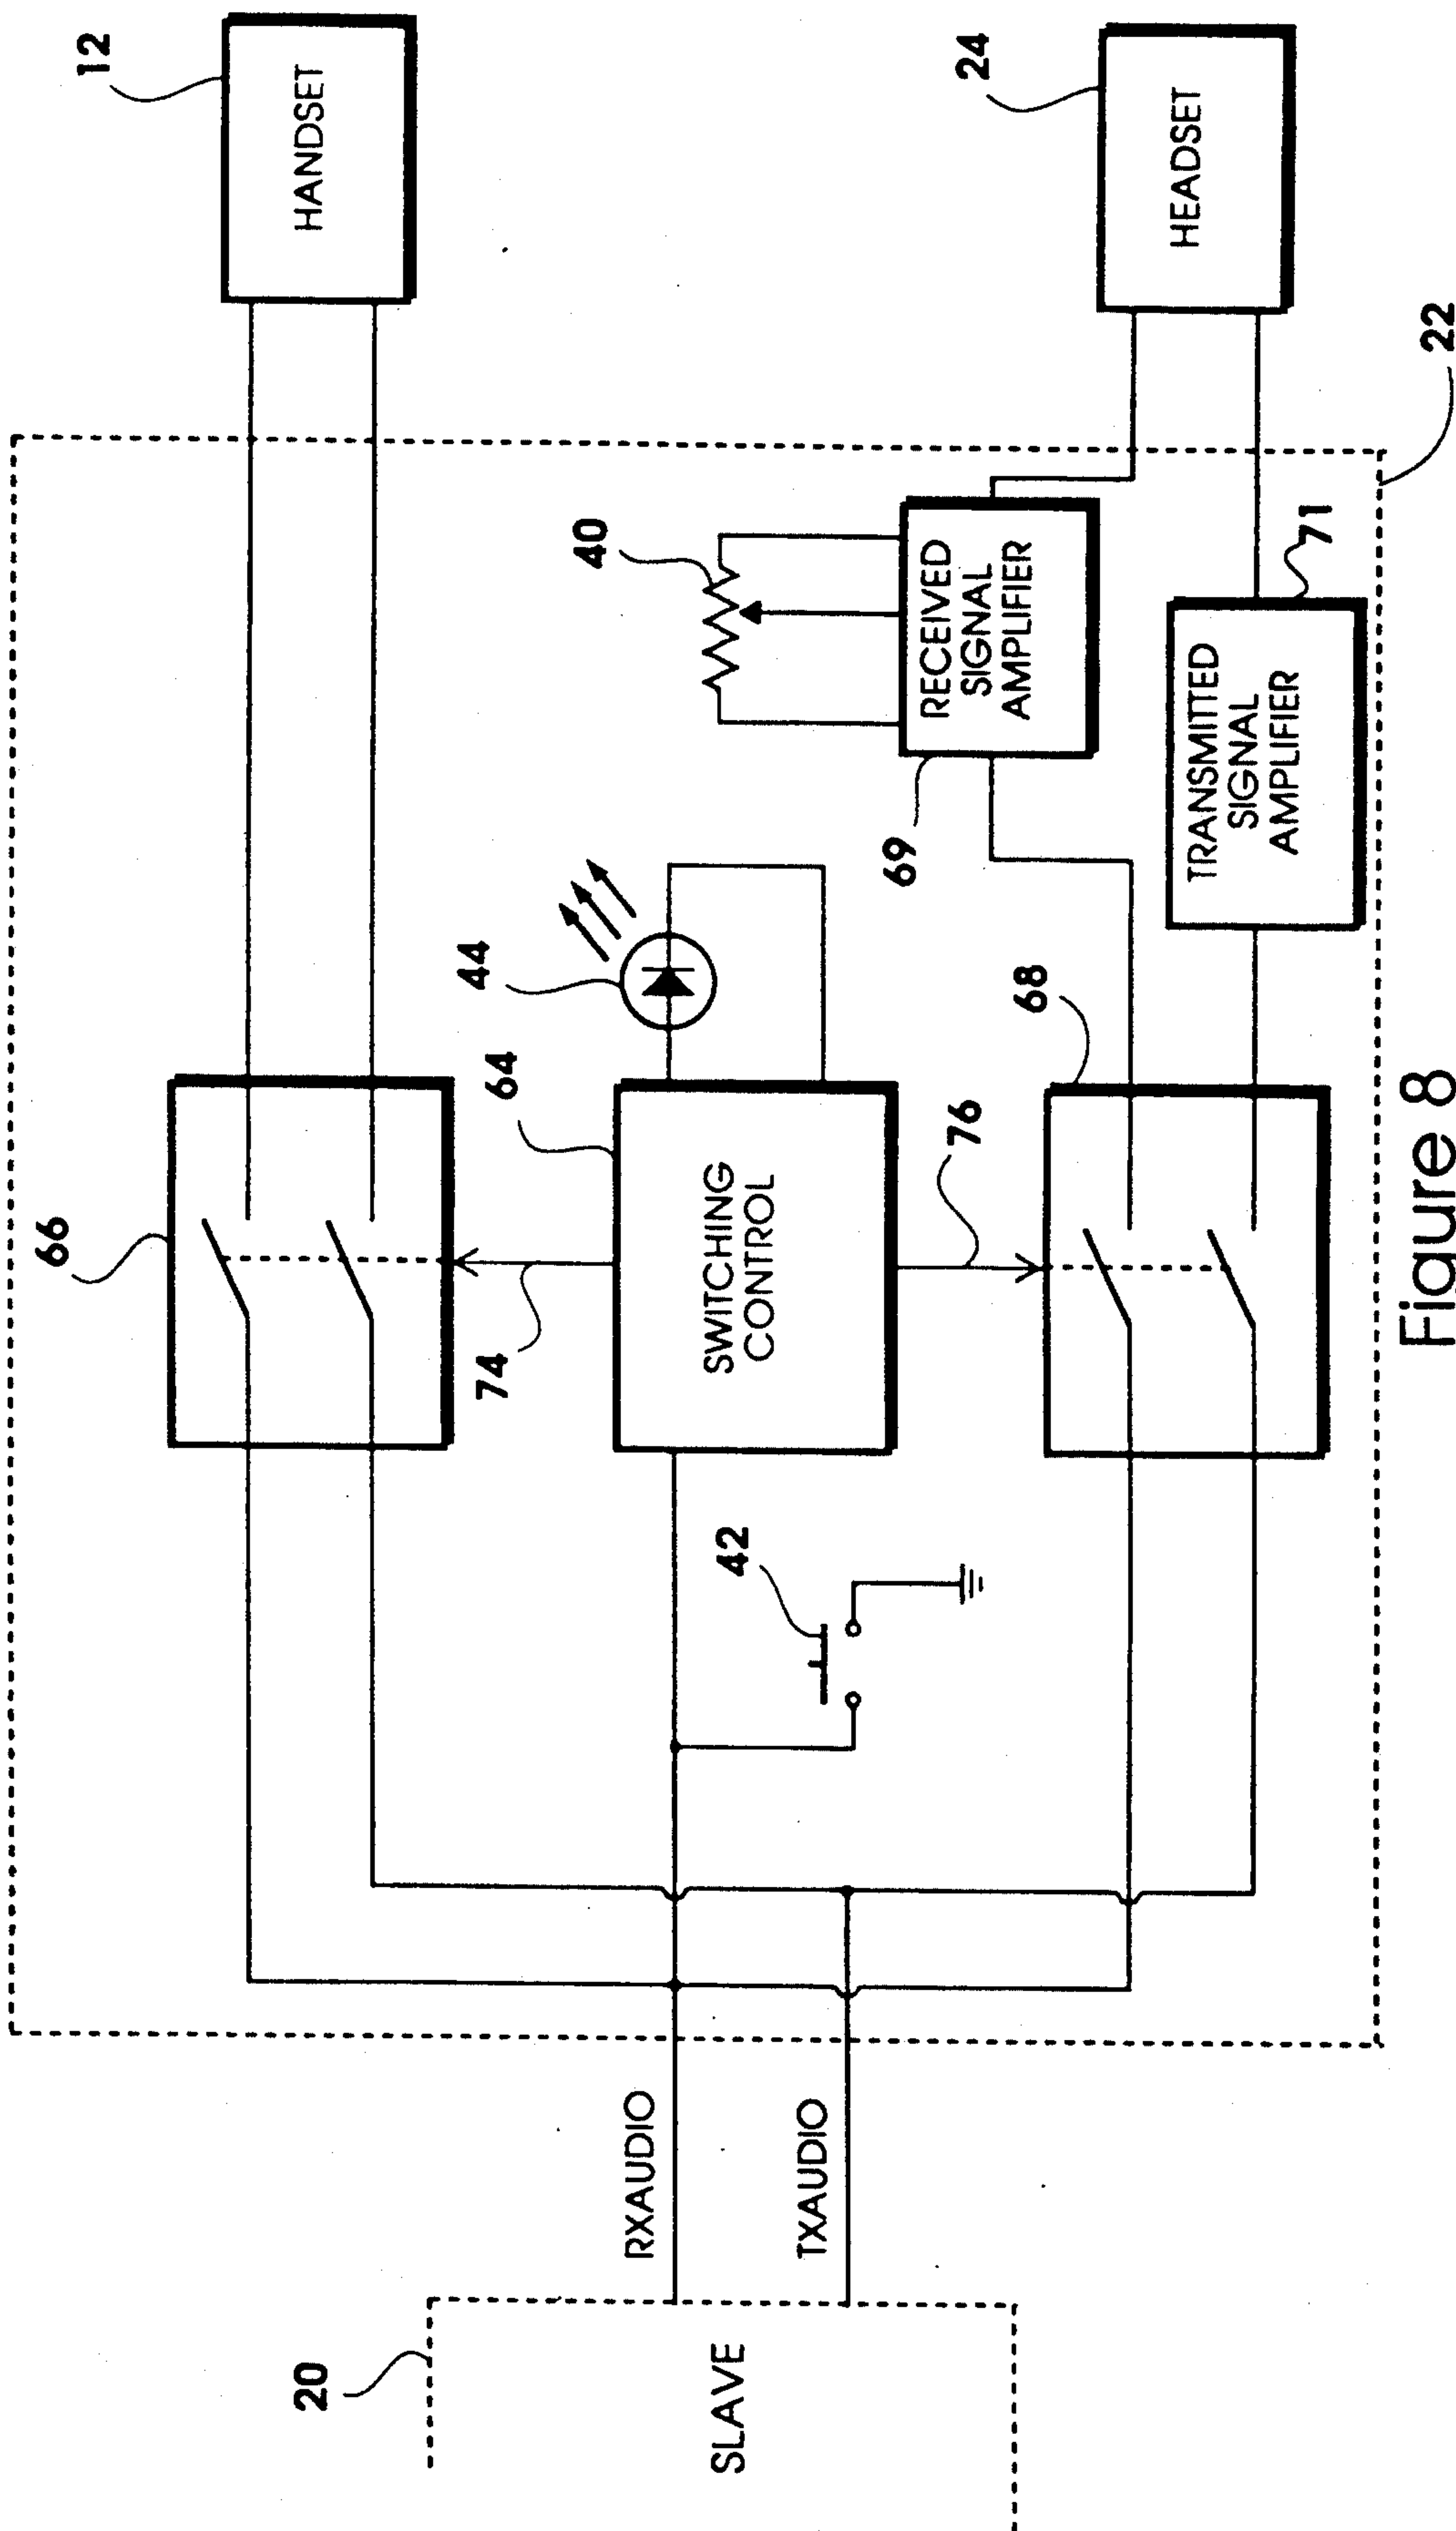 12
HANDSET
66
74
64
SWITCHING
CONTROL
44
40
RECEIVED
SIGNAL
AMPLIFIER
69
24
HEADSET
20
SLAVE
RXAUDIO
TXAUDIO
42
76
68
TRANSMITTED
SIGNAL
AMPLIFIER
71
22
Figure 8